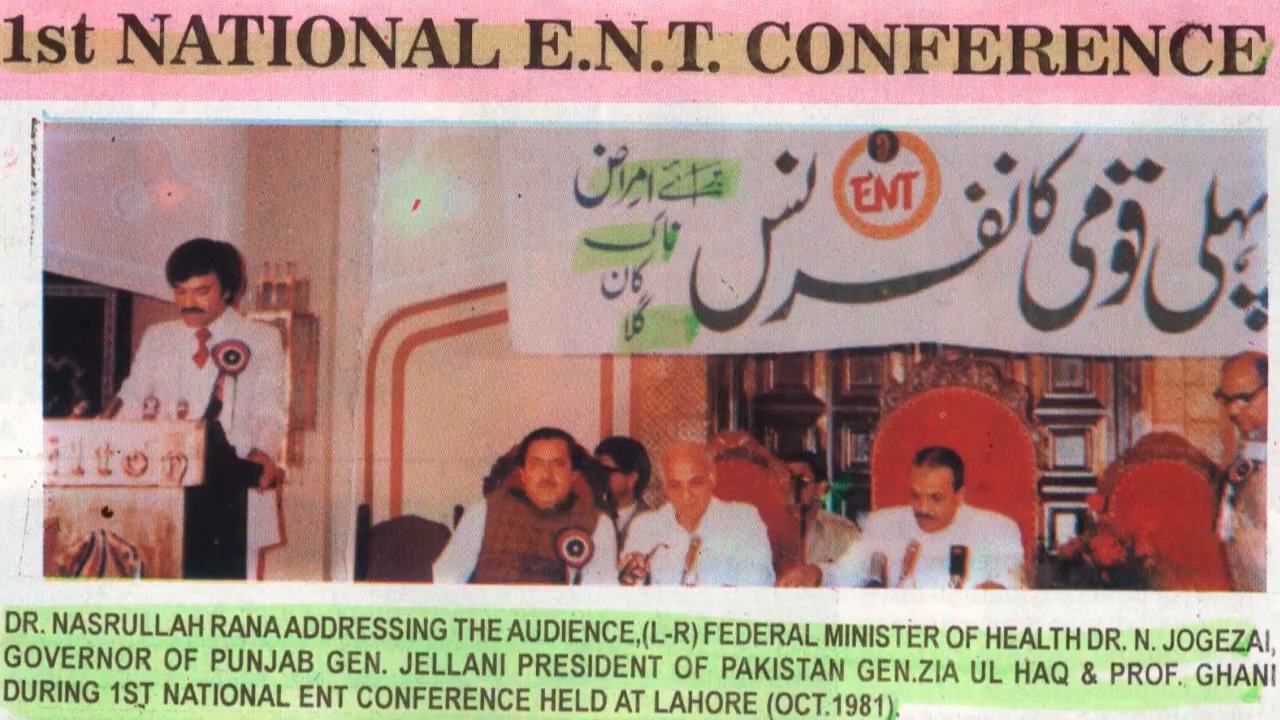 1st NATIONAL E.N.T. CONFERENCE
پہلی قومی کانفرنس
ENT
برائے امراض
ناک
کان
گلا
ilton
DR. NASRULLAH RANA ADDRESSING THE AUDIENCE,(L-R) FEDERAL MINISTER OF HEALTH DR. N. JOGEZAI,
GOVERNOR OF PUNJAB GEN. JELLANI PRESIDENT OF PAKISTAN GEN.ZIA UL HAQ & PROF. GHANI
DURING 1ST NATIONAL ENT CONFERENCE HELD AT LAHORE (OCT.1981).